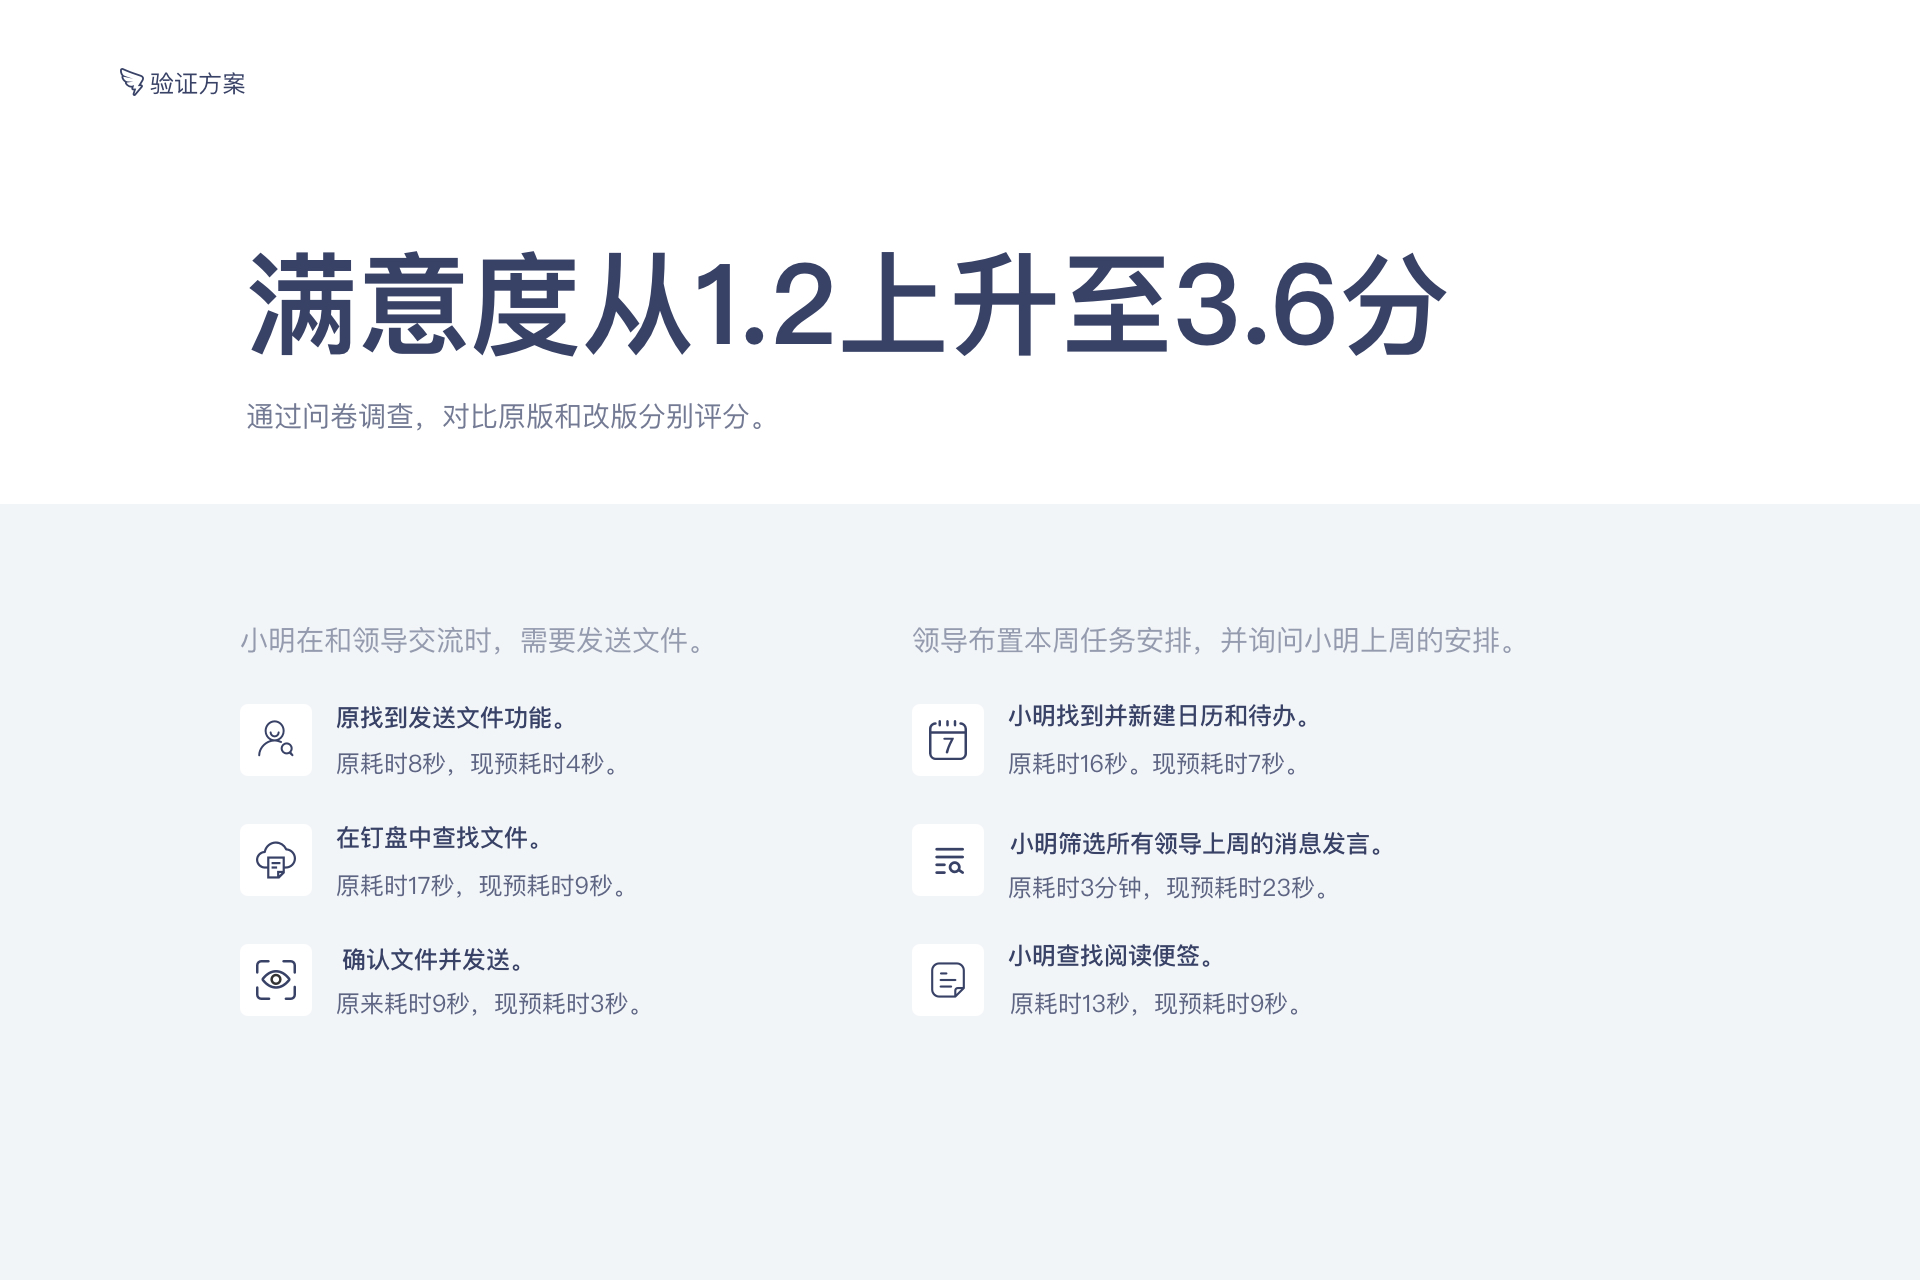 验证方案
满意度从1.2上升至3.6分
通过问卷调查，对比原版和改版分别评分。
小明在和领导交流时，需要发送文件。
原找到发送文件功能。
原耗时8秒，现预耗时4秒。
在钉盘中查找文件。
原耗时17秒，现预耗时9秒。
确认文件并发送。
原来耗时9秒，现预耗时3秒。
领导布置本周任务安排，并询问小明上周的安排。
7
小明找到并新建日历和待办。
原耗时16秒。现预耗时7秒。
小明筛选所有领导上周的消息发言。
原耗时3分钟，现预耗时23秒。
小明查找阅读便签。
原耗时13秒，现预耗时9秒。